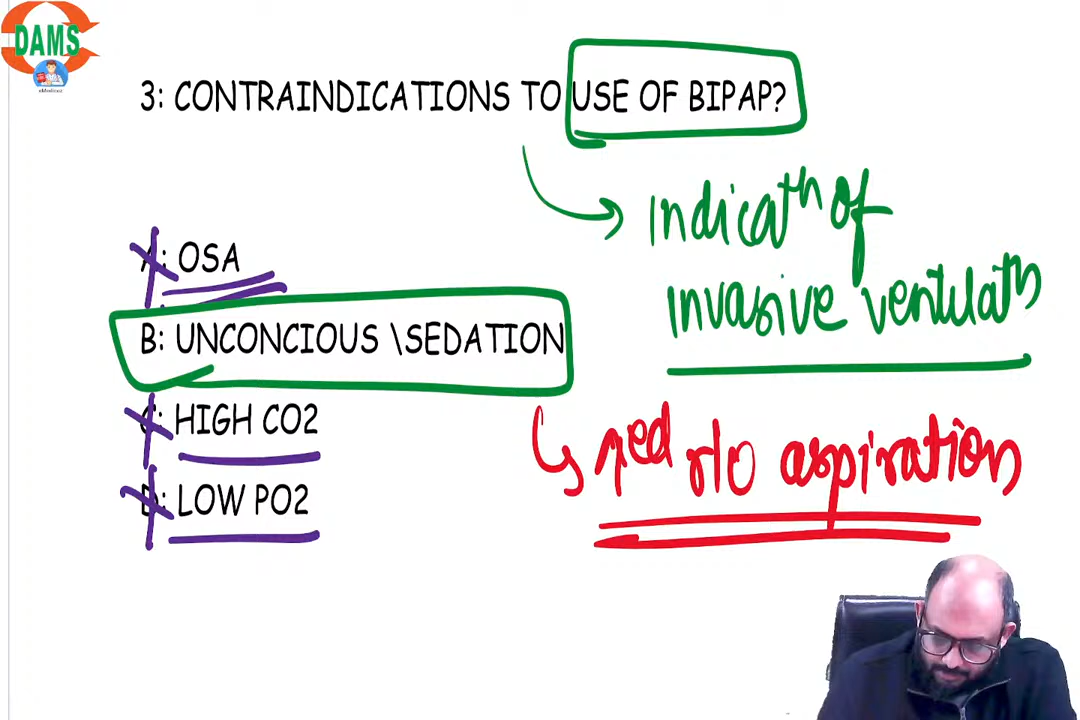 DAMS
3: CONTRAINDICATIONS TO USE OF BIPAP?
Indicatn of
invasive ventilatn
A: OSA
B: UNCONCIOUS \SEDATION
C: HIGH CO2
D: LOW PO2
↑ed r/o aspiration